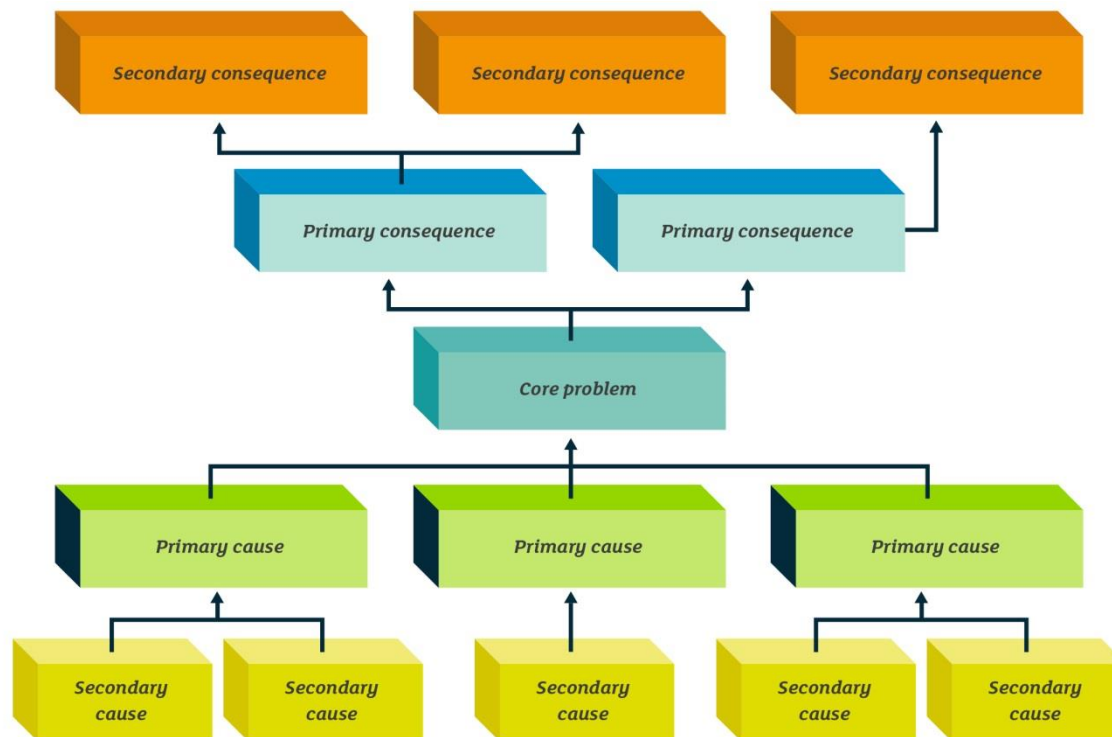 Secondary consequence
Secondary consequence
Secondary consequence
Primary consequence
Primary consequence
Core problem
Primary cause
Primary cause
Primary cause
Secondary
cause
Secondary
cause
Secondary
cause
Secondary
cause
Secondary
cause